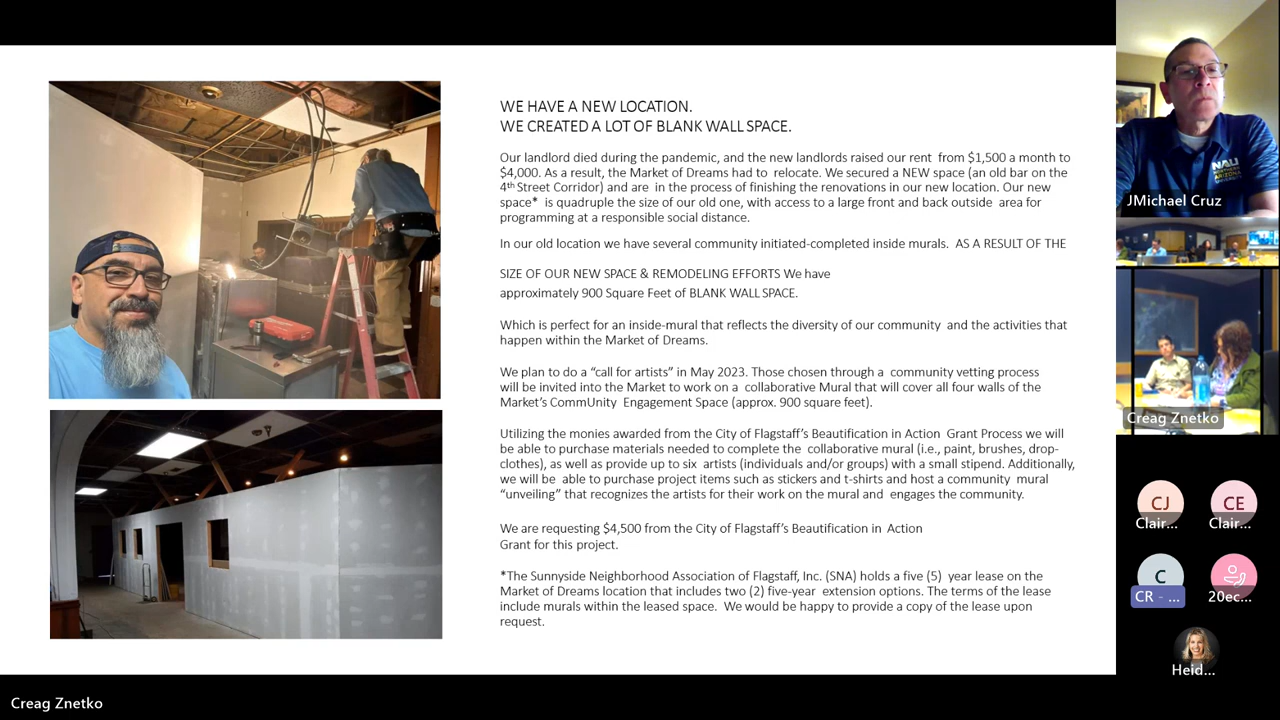 WE HAVE A NEW LOCATION.
WE CREATED A LOT OF BLANK WALL SPACE.
Our landlord died during the pandemic, and the new landlords raised our rent from $1,500 a month to
$4,000. As a result, the Market of Dreams had to relocate. We secured a NEW space (an old bar on the
4th Street Corridor) and are in the process of finishing the renovations in our new location. Our new
space* is quadruple the size of our old one, with access to a large front and back outside area for
programming at a responsible social distance.
In our old location we have several community initiated-completed inside murals. AS A RESULT OF THE
SIZE OF OUR NEW SPACE & REMODELING EFFORTS We have
approximately 900 Square Feet of BLANK WALL SPACE.
Which is perfect for an inside-mural that reflects the diversity of our community and the activities that
happen within the Market of Dreams.
We plan to do a “call for artists” in May 2023. Those chosen through a community vetting process
will be invited into the Market to work on a collaborative Mural that will cover all four walls of the
Market’s CommUnity Engagement Space (approx. 900 square feet).
Utilizing the monies awarded from the City of Flagstaff’s Beautification in Action Grant Process we will
be able to purchase materials needed to complete the collaborative mural (i.e., paint, brushes, drop-
clothes), as well as provide up to six artists (individuals and/or groups) with a small stipend. Additionally,
we will be able to purchase project items such as stickers and t-shirts and host a community mural
“unveiling” that recognizes the artists for their work on the mural and engages the community.
We are requesting $4,500 from the City of Flagstaff’s Beautification in Action
Grant for this project.
*The Sunnyside Neighborhood Association of Flagstaff, Inc. (SNA) holds a five (5) year lease on the
Market of Dreams location that includes two (2) five-year extension options. The terms of the lease
include murals within the leased space. We would be happy to provide a copy of the lease upon
request.
NAU
NORTHERN
ARIZONA
UNIVERSITY
JMichael Cruz
Creag Znetko
CJ
Clair...
CE
Clair...
C
CR - ...
20ec...
Heid...
Creag Znetko